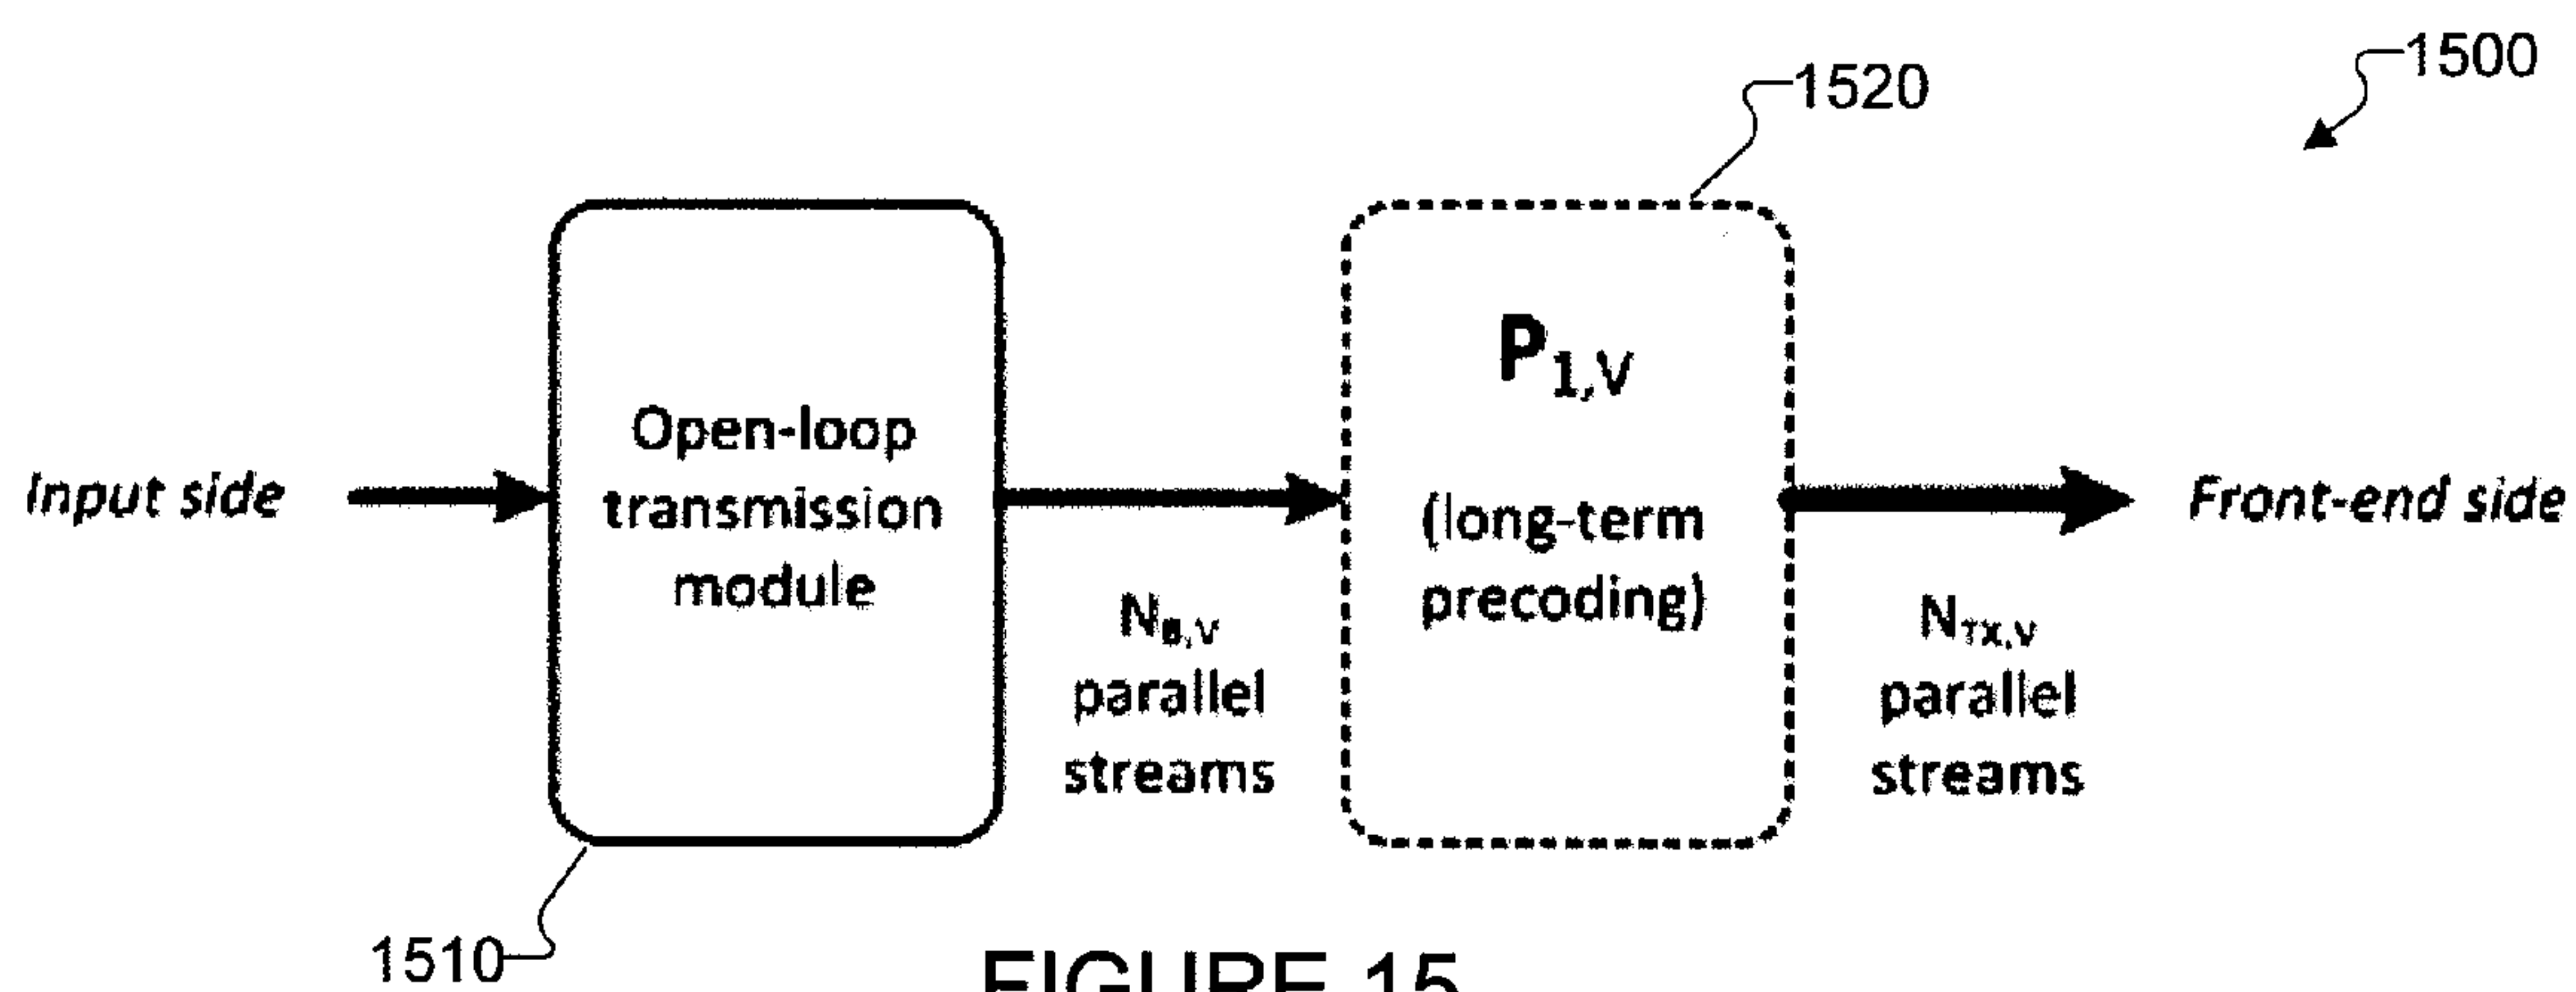 1500
1520
P1,V
Open-loop
transmission
module
(long-term
precoding)
Input side
Front-end side
NB,V
parallel
streams
NTX,V
parallel
streams
1510
FIGURE 15